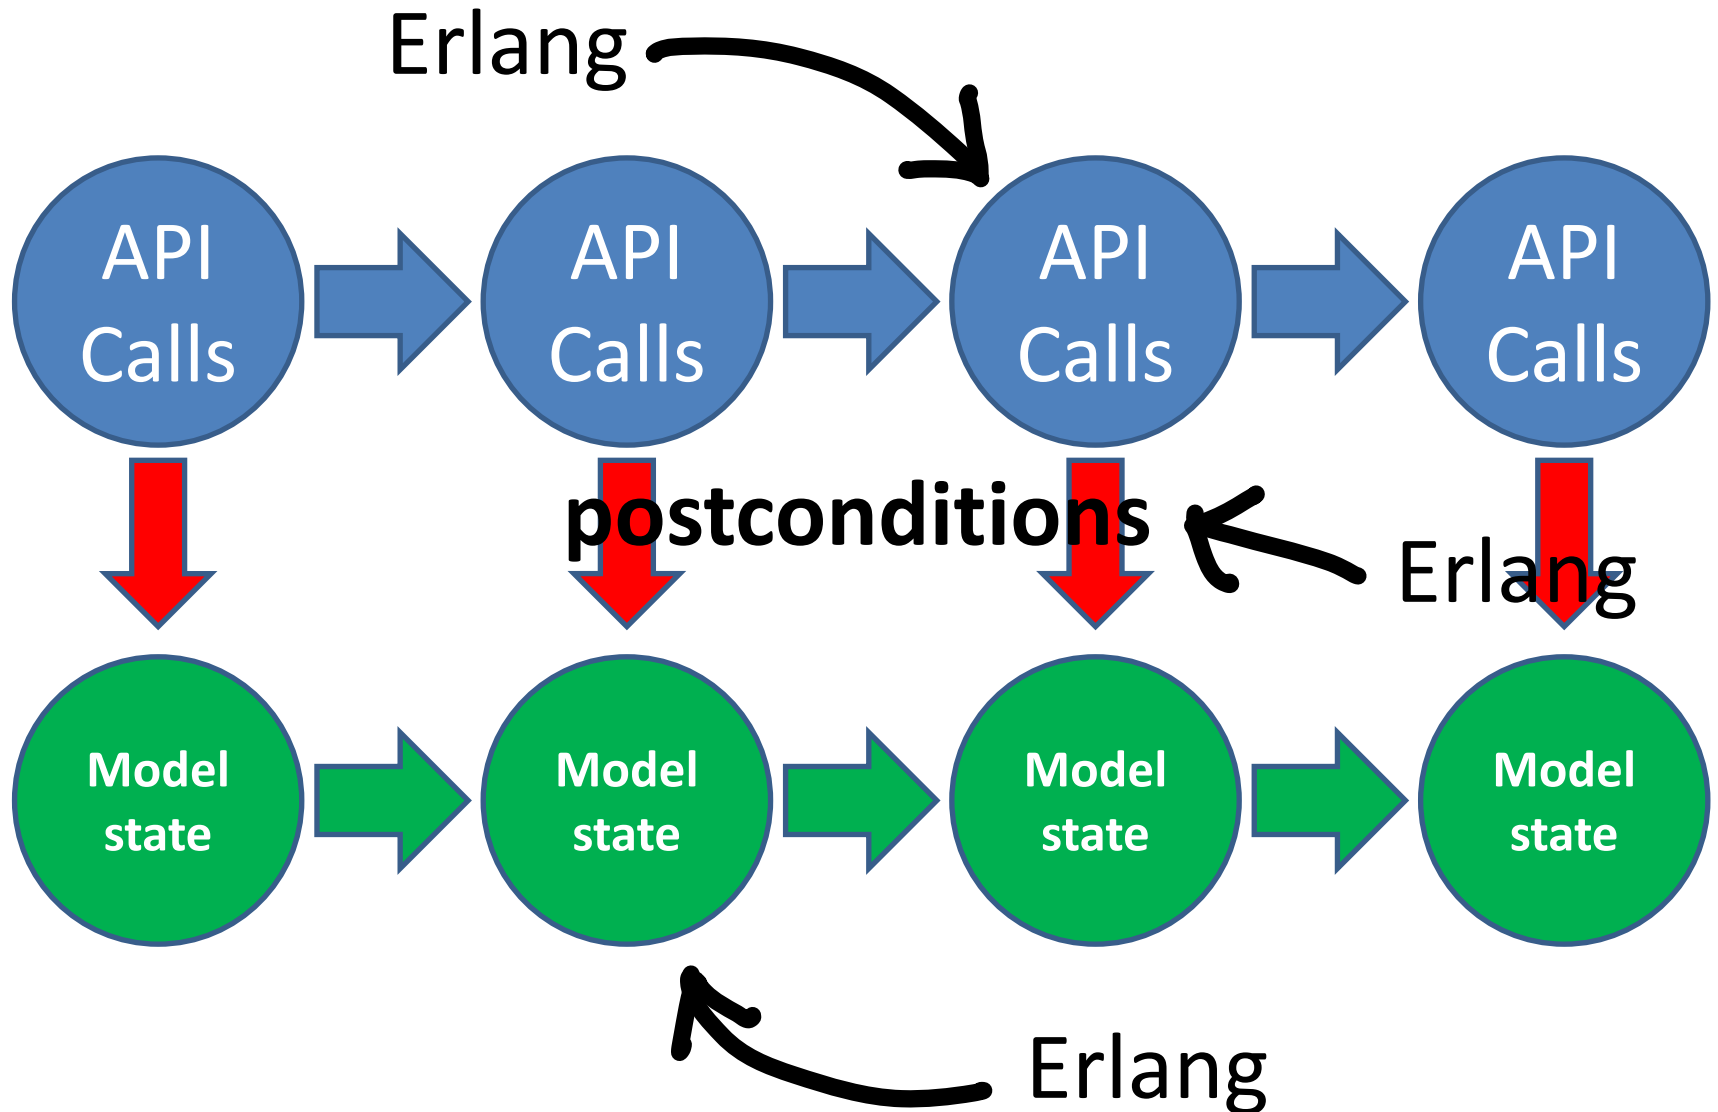 Erlang
API
Calls
API
Calls
API
Calls
API
Calls
postconditions
Erlang
Model
state
Model
state
Model
state
Model
state
Erlang